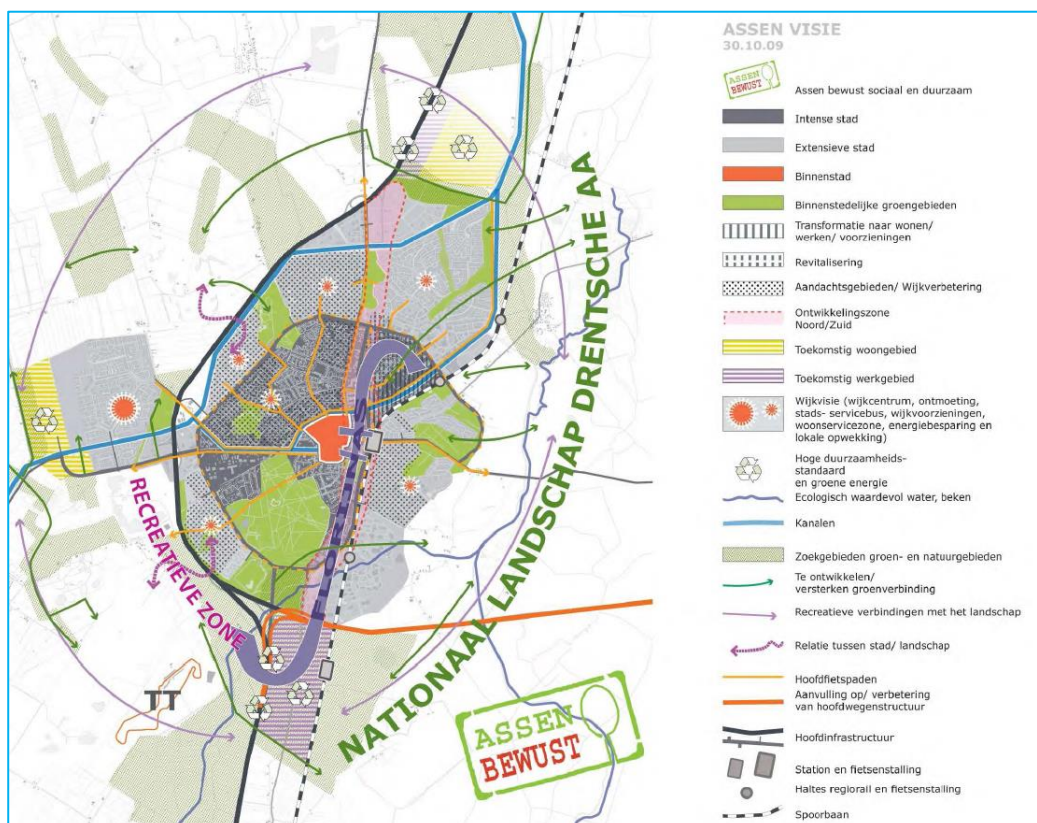 RECREATIEVE ZONE
TT
NATIONAAL LANDSCHAP DRENTSCHE AA
ASSEN
BEWUST
ASSEN VISIE
30.10.09
ASSEN
BEWUST
Assen bewust sociaal en duurzaam
Intense stad
Extensieve stad
Binnenstad
Binnenstedelijke groengebieden
Transformatie naar wonen/
werken/ voorzieningen
Revitalisering
Aandachtsgebieden/ Wijkverbetering
Ontwikkelingszone
Noord/Zuid
Toekomstig woongebied
Toekomstig werkgebied
Wijkvisie (wijkcentrum, ontmoeting,
stads- servicebus, wijkvoorzieningen,
woonservicezone, energiebesparing en
lokale opwekking)
Hoge duurzaamheids-
standaard
en groene energie
Ecologisch waardevol water, beken
Kanalen
Zoekgebieden groen- en natuurgebieden
Te ontwikkelen/
versterken groenverbinding
Recreatieve verbindingen met het landschap
Relatie tussen stad/ landschap
Hoofdfietspaden
Aanvulling op/ verbetering
van hoofdwegenstructuur
Hoofdinfrastructuur
Station en fietsenstalling
Haltes regiorail en fietsenstalling
Spoorbaan